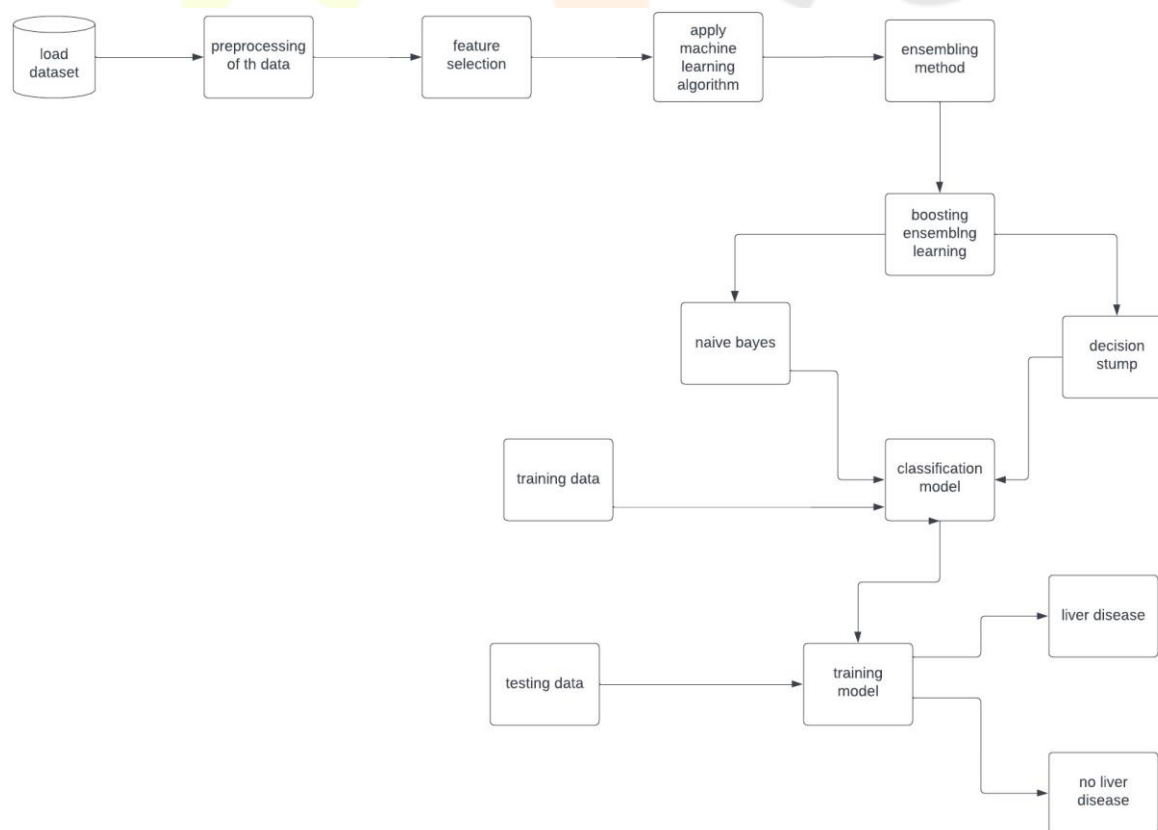 load
dataset
preprocessing
of th data
feature
selection
apply
machine
learning
algorithm
ensembling
method
boosting
ensemblng
learning
naive bayes
decision
stump
training data
classification
model
liver disease
testing data
training
model
no liver
disease